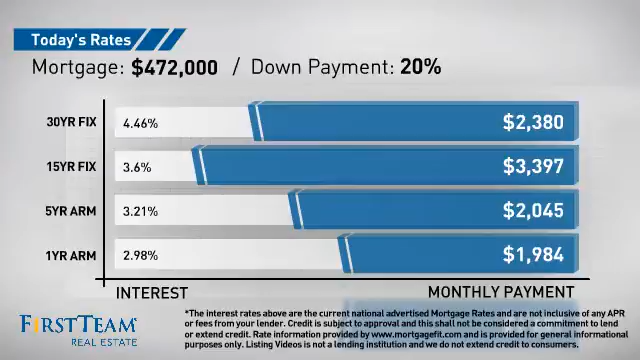 Today's Rates
Mortgage: $472,000 / Down Payment: 20%
30YR FIX 4.46% $2,380
15YR FIX 3.6% $3,397
5YR ARM 3.21% $2,045
1YR ARM 2.98% $1,984
INTEREST MONTHLY PAYMENT
FIRSTTEAM®
REAL ESTATE
*The interest rates above are the current national advertised Mortgage Rates and are not inclusive of any APR
or fees from your lender. Credit is subject to approval and this shall not be considered a commitment to lend
or extend credit. Rate information provided by www.mortgagefit.com and is provided for general informational
purposes only. Listing Videos is not a lending institution and we do not extend credit to consumers.